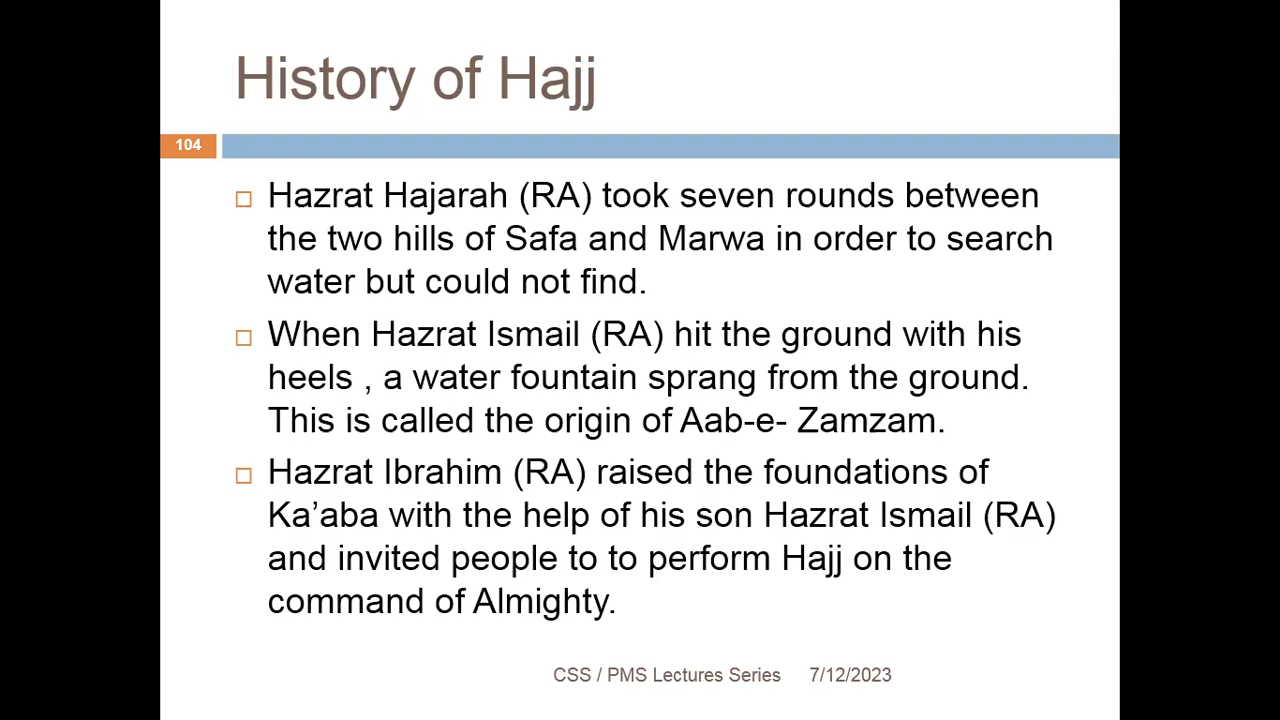 History of Hajj
104
Hazrat Hajarah (RA) took seven rounds between
the two hills of Safa and Marwa in order to search
water but could not find.
When Hazrat Ismail (RA) hit the ground with his
heels , a water fountain sprang from the ground.
This is called the origin of Aab-e- Zamzam.
Hazrat Ibrahim (RA) raised the foundations of
Ka’aba with the help of his son Hazrat Ismail (RA)
and invited people to to perform Hajj on the
command of Almighty.
CSS / PMS Lectures Series 7/12/2023